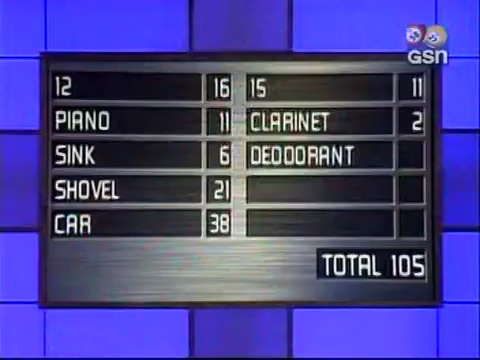 GSN
12 16 15 11
PIANO 11 CLARINET 2
SINK 6 DEODORANT
SHOVEL 21
CAR 38
TOTAL 105